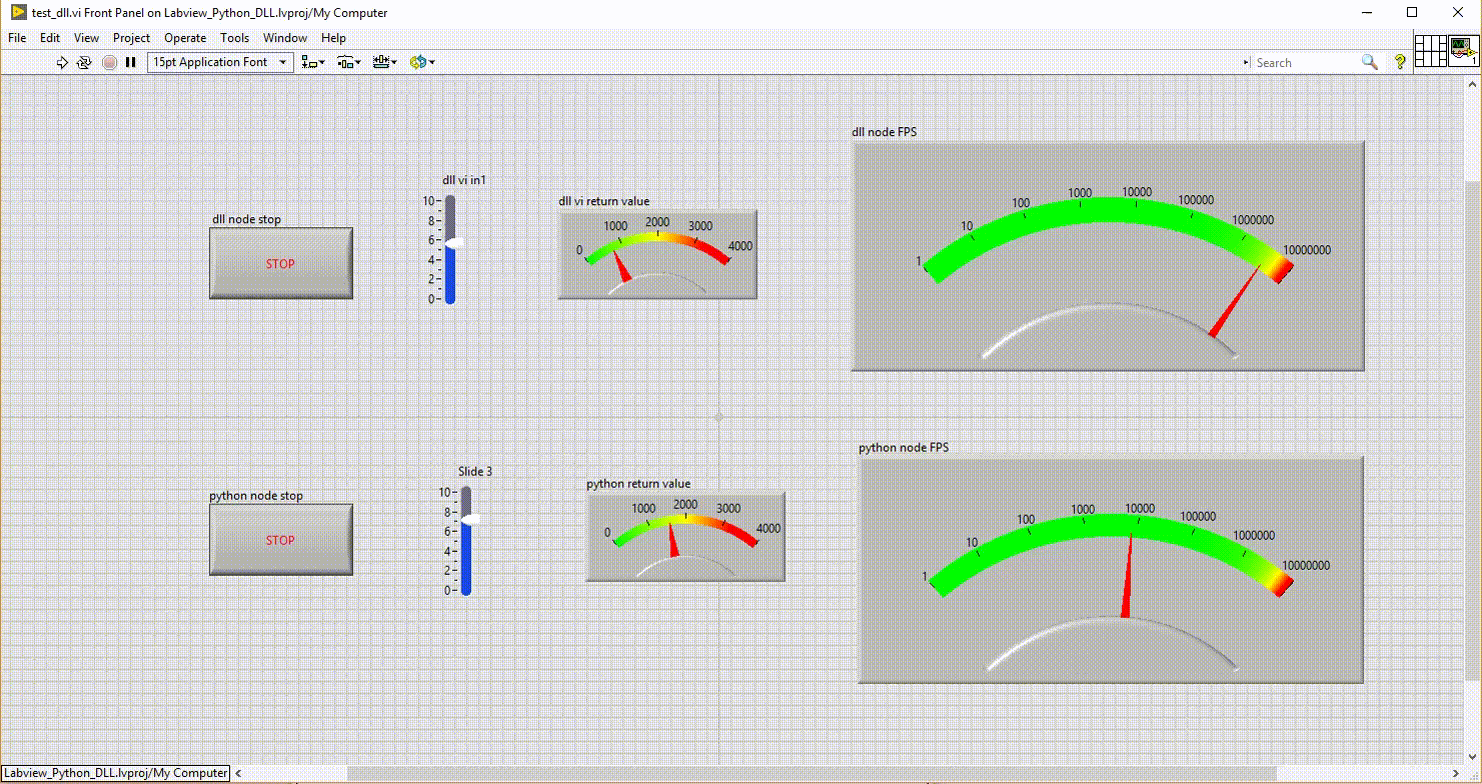 test_dll.vi Front Panel on Labview_Python_DLL.lvproj/My Computer
File Edit View Project Operate Tools Window Help
15pt Application Font
Search
?
1
dll node stop
STOP
dll vi in1
10
8
6
4
2
0
dll vi return value
0
1000
2000
3000
4000
dll node FPS
1
10
100
1000
10000
100000
1000000
10000000
python node stop
STOP
Slide 3
10
8
6
4
2
0
python return value
0
1000
2000
3000
4000
python node FPS
1
10
100
1000
10000
100000
1000000
10000000
Labview_Python_DLL.lvproj/My Computer